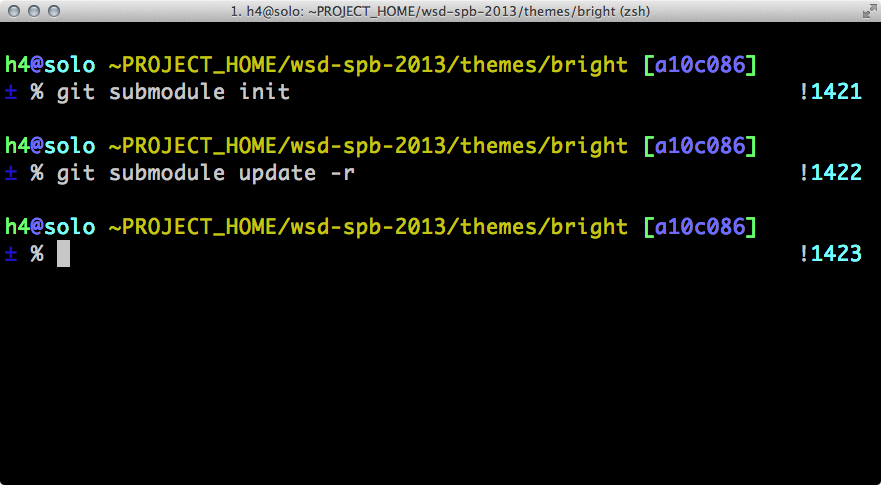 1. h4@solo: ~PROJECT_HOME/wsd-spb-2013/themes/bright (zsh)
h4@solo ~PROJECT_HOME/wsd-spb-2013/themes/bright [a10c086]
± % git submodule init !1421
h4@solo ~PROJECT_HOME/wsd-spb-2013/themes/bright [a10c086]
± % git submodule update -r !1422
h4@solo ~PROJECT_HOME/wsd-spb-2013/themes/bright [a10c086]
± % !1423